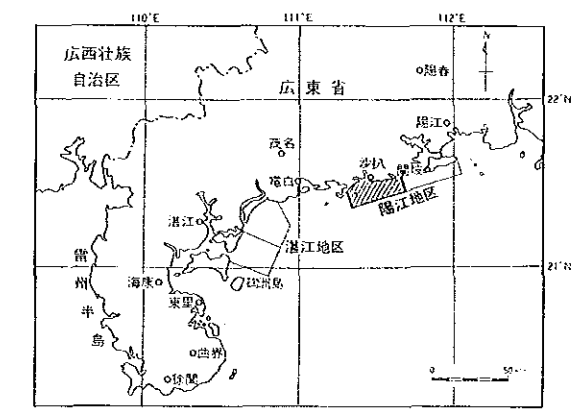 110°E
111°E
112°E
広西壮族
自治区
広東省
陽春
N
22°N
陽江
茂名
沙扒
電白
陽江地区
湛江
湛江地区
21°N
雷州半島
海康
硇洲島
東里
曲界
徐聞
0